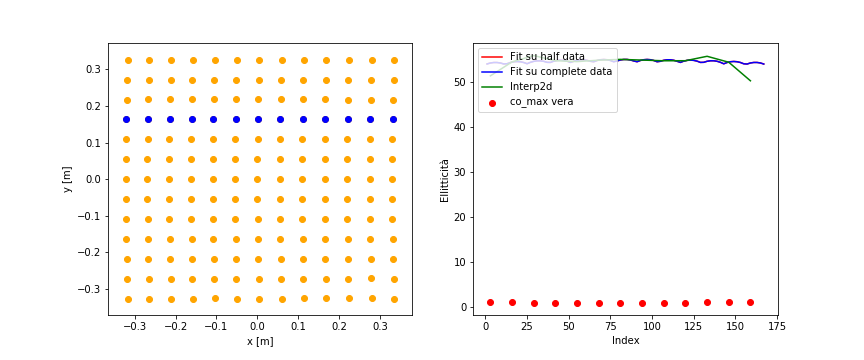 0.3
0.2
0.1
0.0
−0.1
−0.2
−0.3
y [m]
−0.3 −0.2 −0.1 0.0 0.1 0.2 0.3
x [m]
Fit su half data
Fit su complete data
Interp2d
co_max vera
50
40
30
20
10
0
Ellitticità
0 25 50 75 100 125 150 175
Index